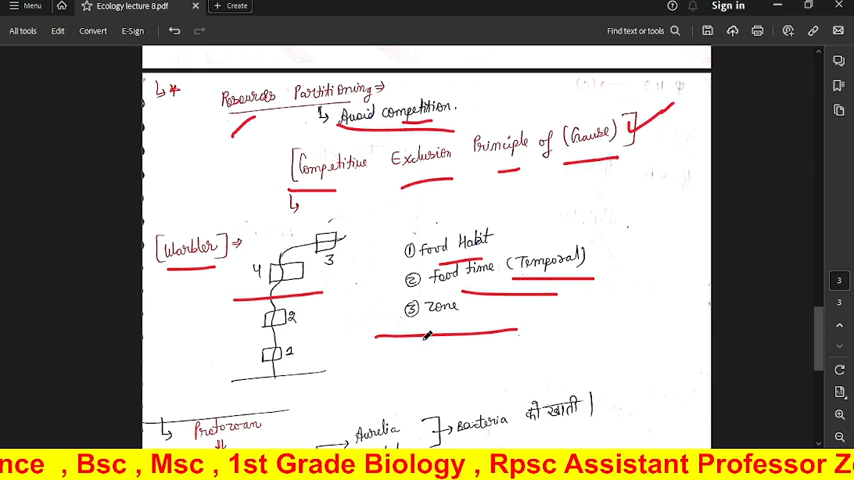 Menu
Ecology lecture 8.pdf
Create
Sign in
All tools Edit Convert E-Sign
Find text or tools
Resources Partitioning
Avoid competition.
[Competitive Exclusion Principle of (Gause)]
[Warbler]
3
4
2
1
① Food Habit
② Food time (Temporal)
③ Zone
3
3
4
Protozoan
Aurelia
Bacteria को खाती |
nce , Bsc , Msc , 1st Grade Biology , Rpsc Assistant Professor Zo